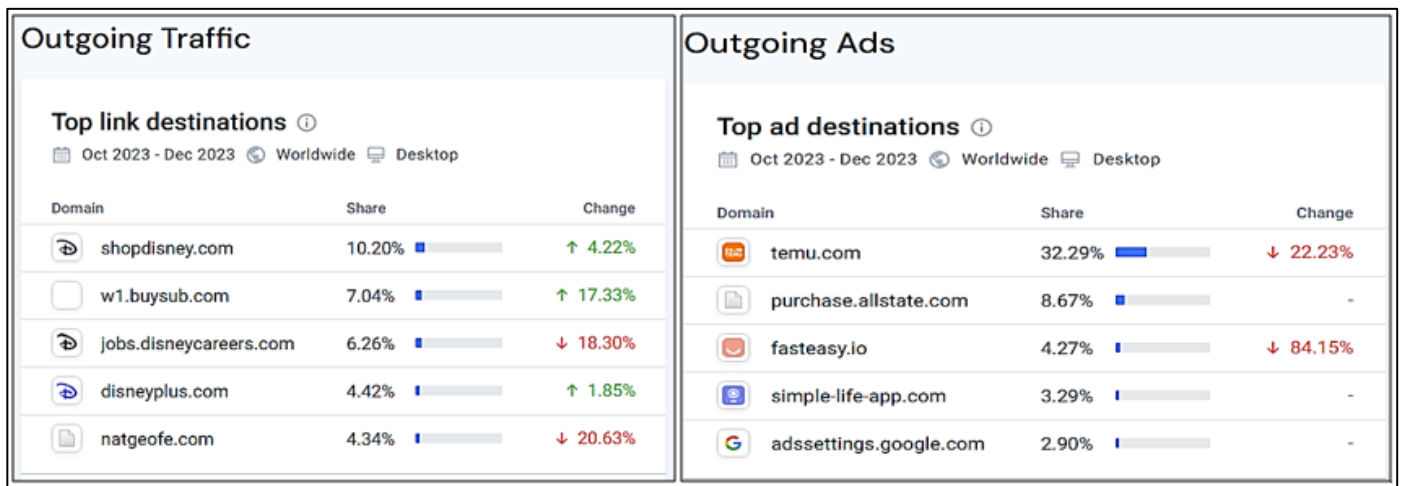 Outgoing Traffic
Top link destinations
Oct 2023 - Dec 2023 Worldwide Desktop
Domain Share Change
shopdisney.com 10.20% ↑ 4.22%
w1.buysub.com 7.04% ↑ 17.33%
jobs.disneycareers.com 6.26% ↓ 18.30%
disneyplus.com 4.42% ↑ 1.85%
natgeofe.com 4.34% ↓ 20.63%
Outgoing Ads
Top ad destinations
Oct 2023 - Dec 2023 Worldwide Desktop
Domain Share Change
temu.com 32.29% ↓ 22.23%
purchase.allstate.com 8.67% -
fasteasy.io 4.27% ↓ 84.15%
simple-life-app.com 3.29% -
adssettings.google.com 2.90% -